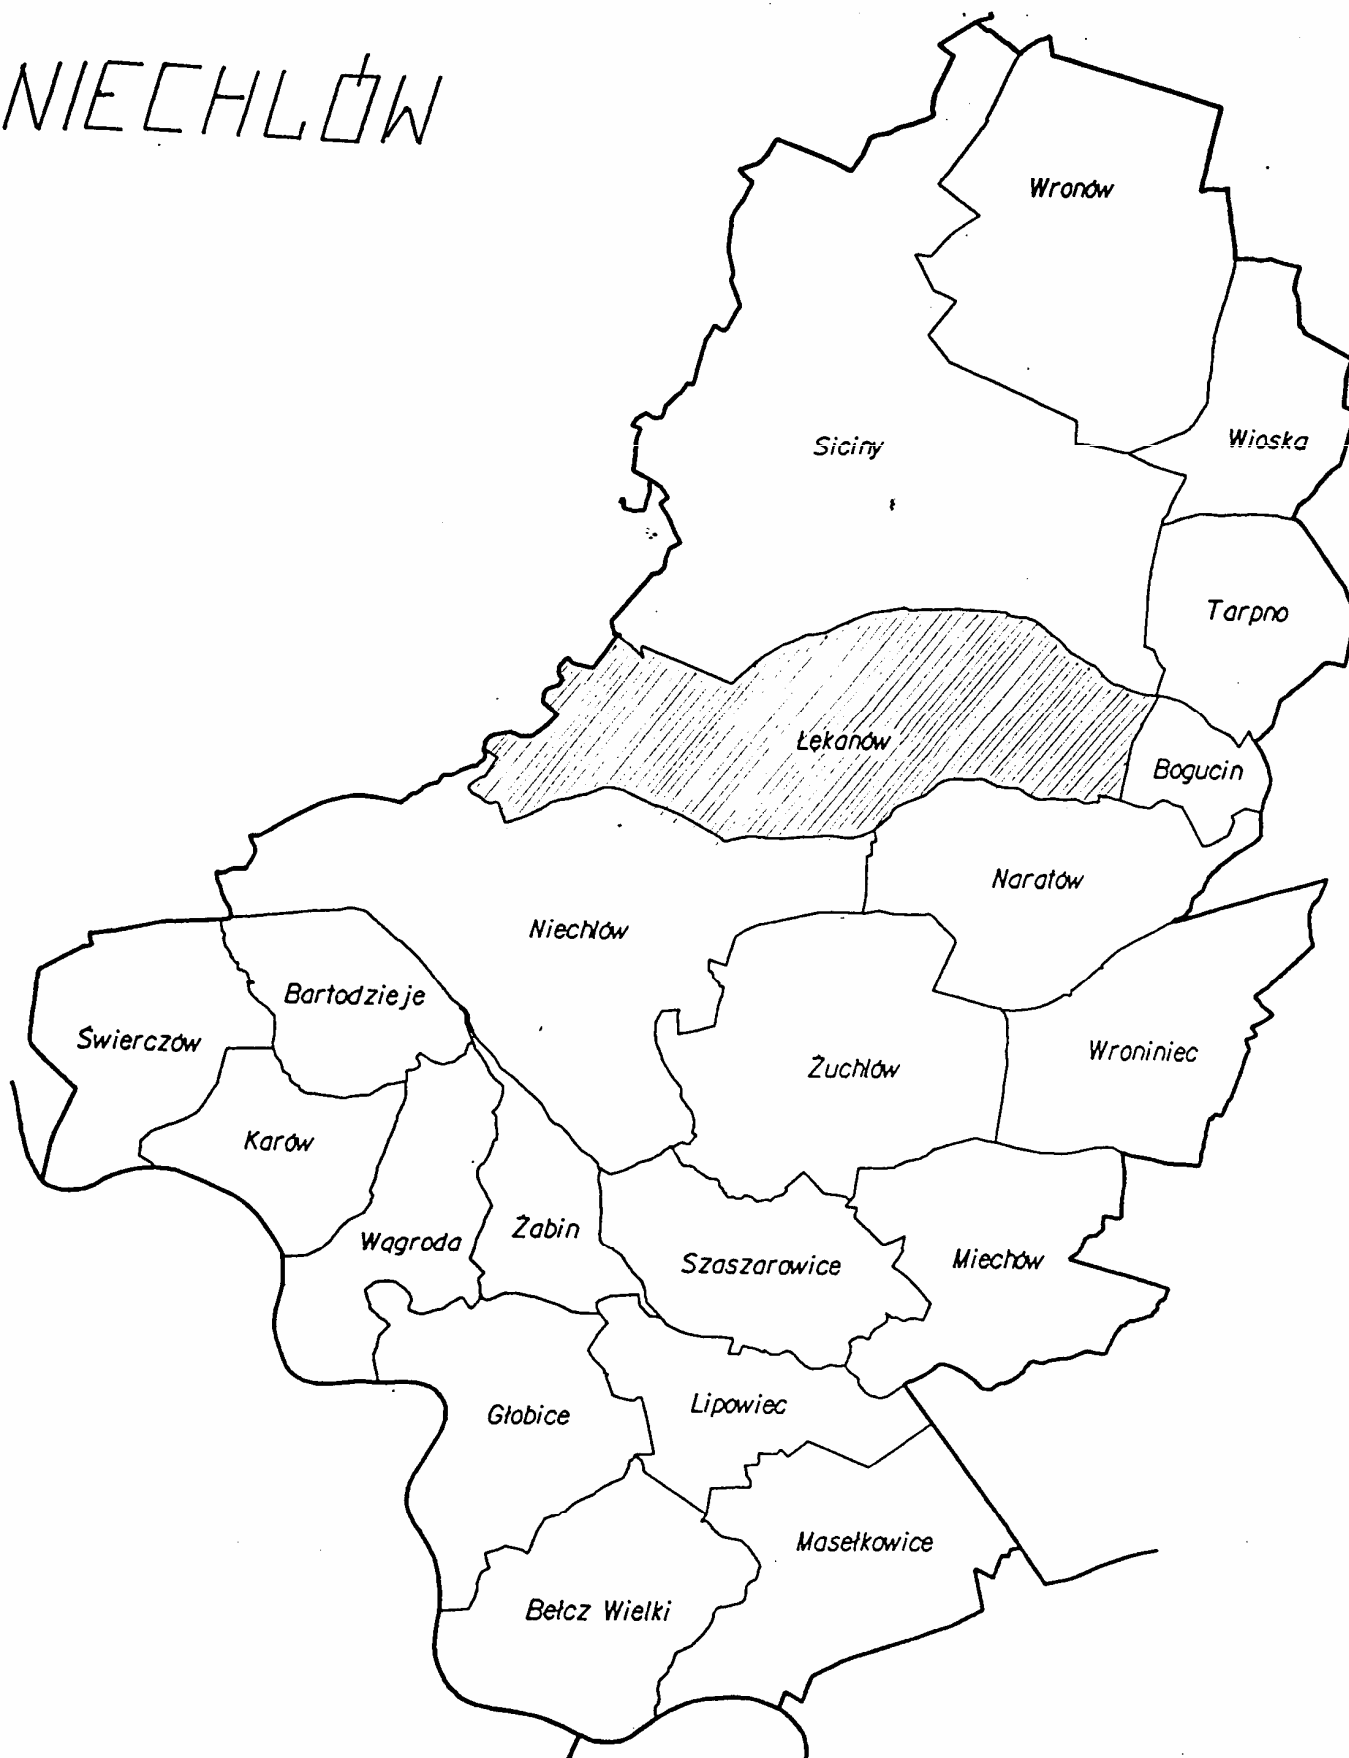 NIECHLÓW
Wronów
Siciny
Wioska
Tarpno
Łękanów
Bogucin
Naratów
Niechlów
Bartodzieje
Świerczów
Wroniniec
Żuchlów
Karów
Wągroda
Żabin
Szaszarowice
Miechów
Głobice
Lipowiec
Masełkowice
Bełcz Wielki